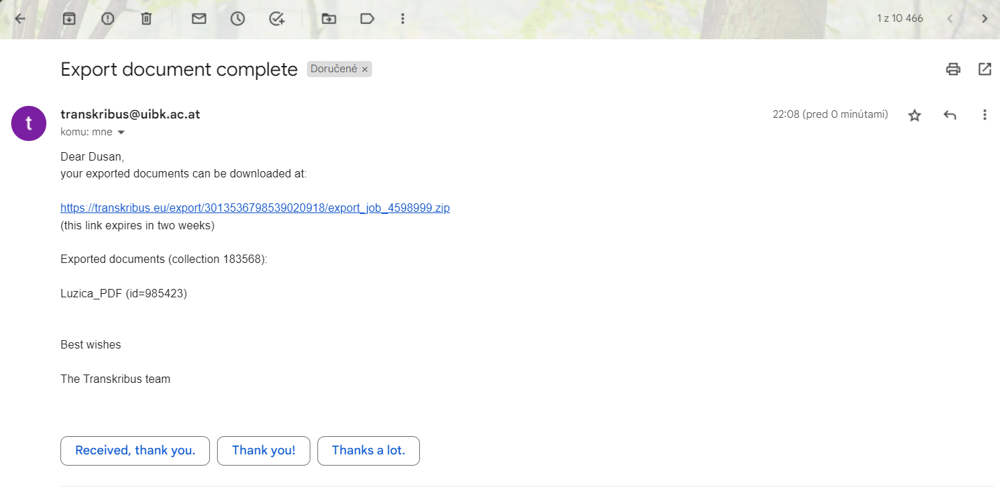 1 z 10 466
Export document complete Doručené ×
transkribus@uibk.ac.at 22:08 (pred 0 minútami)
t
komu: mne
Dear Dusan,
your exported documents can be downloaded at:
https://transkribus.eu/export/3013536798539020918/export_job_4598999.zip
(this link expires in two weeks)
Exported documents (collection 183568):
Luzica_PDF (id=985423)
Best wishes
The Transkribus team
Received, thank you. Thank you! Thanks a lot.